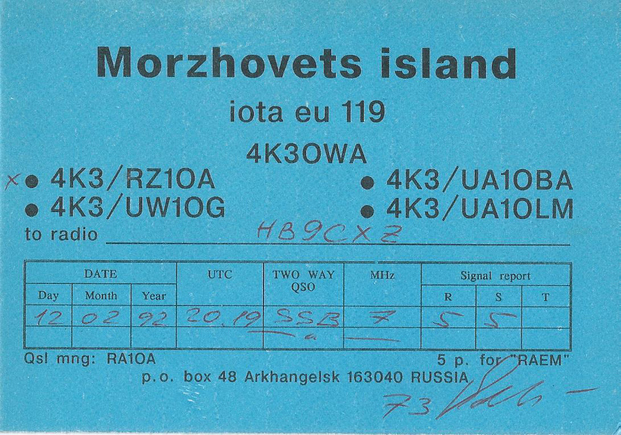 Morzhovets island
iota eu 119
4K3OWA
x ● 4K3/RZ1OA ● 4K3/UA1OBA
● 4K3/UW1OG ● 4K3/UA1OLM
to radio HB9CXZ
DATE UTC TWO WAY QSO MHz Signal report
Day Month Year R S T
12 02 92 20.19 SSB 7 5 5
Qsl mng: RA1OA 5 p. for "RAEM"
p.o. box 48 Arkhangelsk 163040 RUSSIA
73